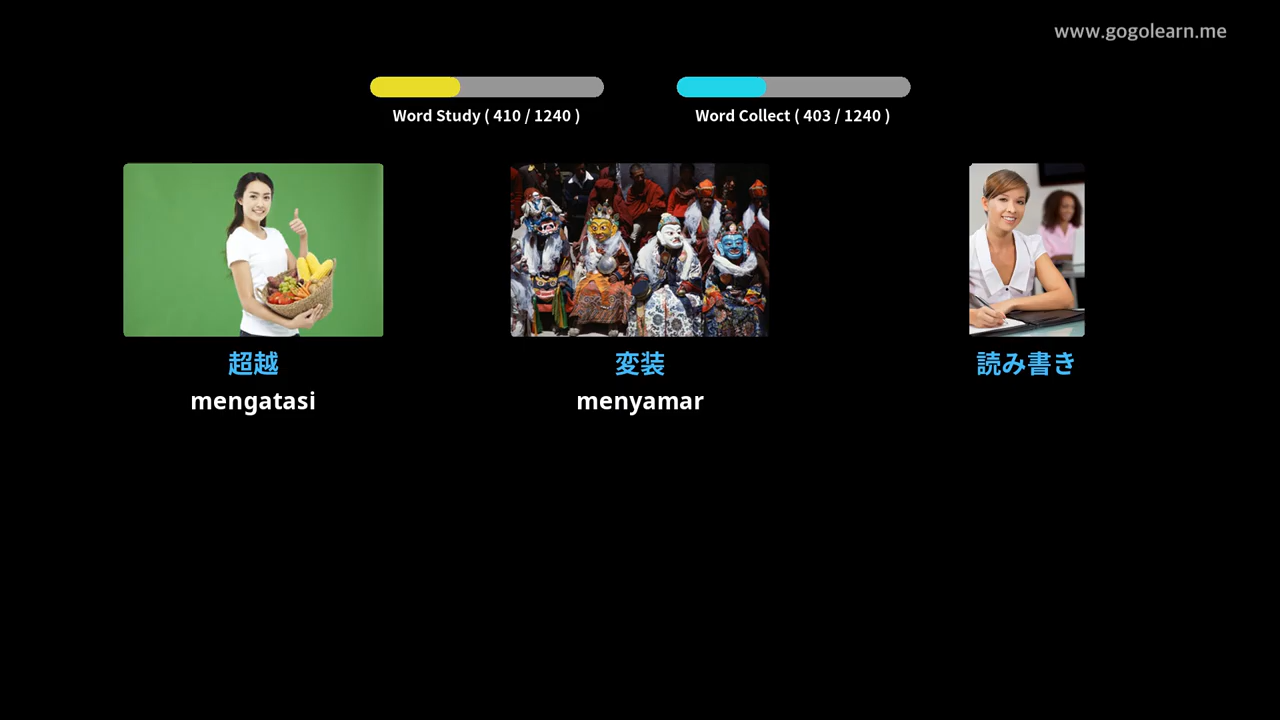 www.gogolearn.me
Word Study ( 410 / 1240 )
Word Collect ( 403 / 1240 )
超越
変装
読み書き
mengatasi
menyamar